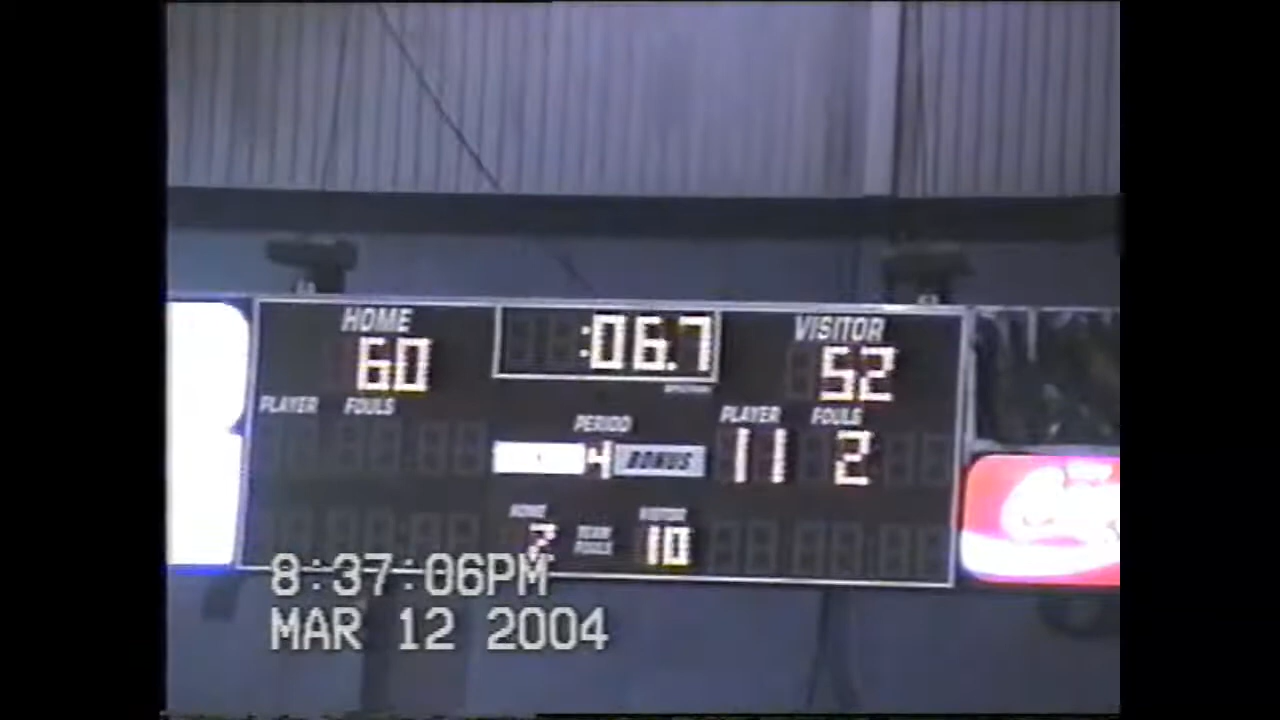 HOME :06.7 VISITOR
60 52
PLAYER FOULS PERIOD PLAYER FOULS
4 BONUS 11 2
HOME TEAM FOULS VISITOR
7 10
8:37:06PM
MAR 12 2004